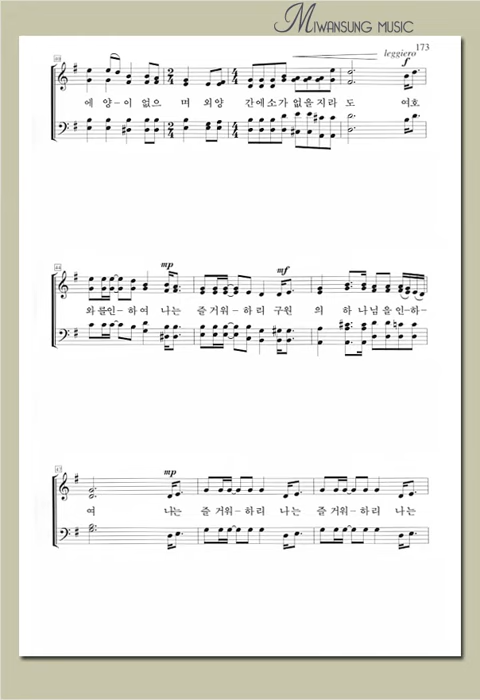 MIWANSUNG MUSIC
173
leggiero
f
에 양-이 없으 며 외양 간에소가 없을지라 도 여호
mp
mf
44
와를인-하여 나는 즐거워-하리 구원 의 하나님을인-하-
mp
47
여 나는 즐거워-하리 나는 즐거워-하리 나는